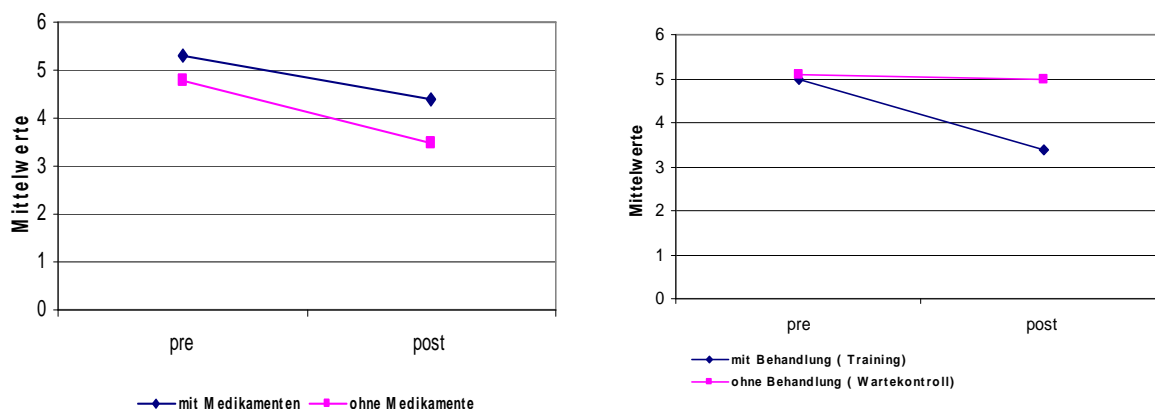 6
5
4
3
2
1
0
Mittelwerte
pre post
mit Medikamenten ohne Medikamente
6
5
4
3
2
1
0
Mittelwerte
pre post
mit Behandlung ( Training)
ohne Behandlung ( Wartekontroll)